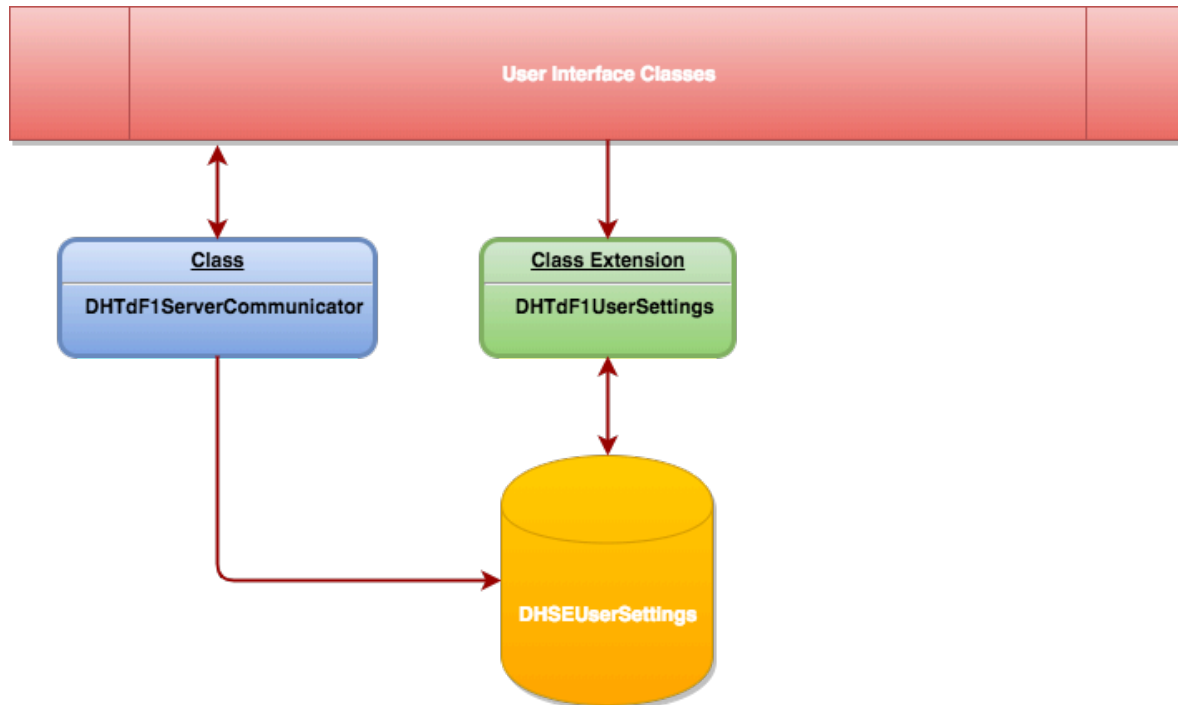 User Interface Classes
Class
DHTdF1ServerCommunicator
Class Extension
DHTdF1UserSettings
DHSEUserSettings